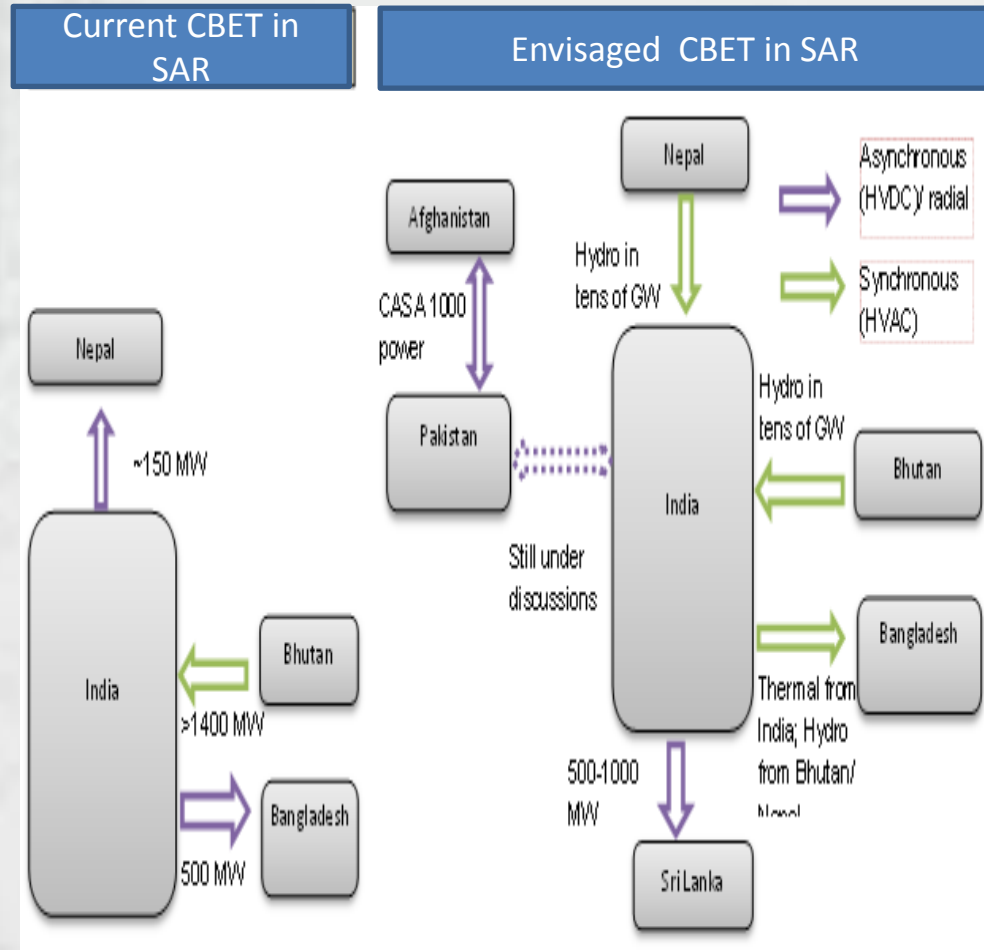 Current CBET in
SAR
Envisaged CBET in SAR
Nepal
~150 MW
India
Bhutan
>1400 MW
Bangladesh
500 MW
Nepal
Asynchronous
(HVDC)/ radial
Synchronous
(HVAC)
Afghanistan
Hydro in
tens of GW
CASA 1000
power
Pakistan
Hydro in
tens of GW
Bhutan
India
Still under
discussions
Bangladesh
Thermal from
India; Hydro
from Bhutan/
Nepal
500-1000
MW
Sri Lanka